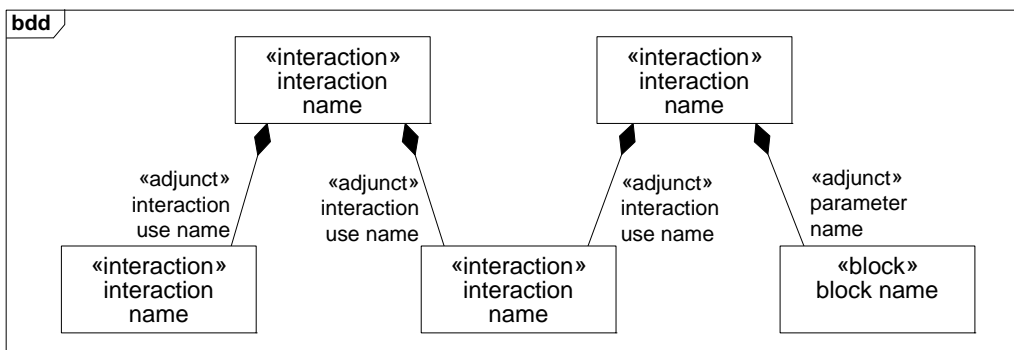 bdd
«interaction»
interaction
name
«interaction»
interaction
name
«adjunct»
interaction
use name
«adjunct»
interaction
use name
«adjunct»
interaction
use name
«adjunct»
parameter
name
«interaction»
interaction
name
«interaction»
interaction
name
«block»
block name